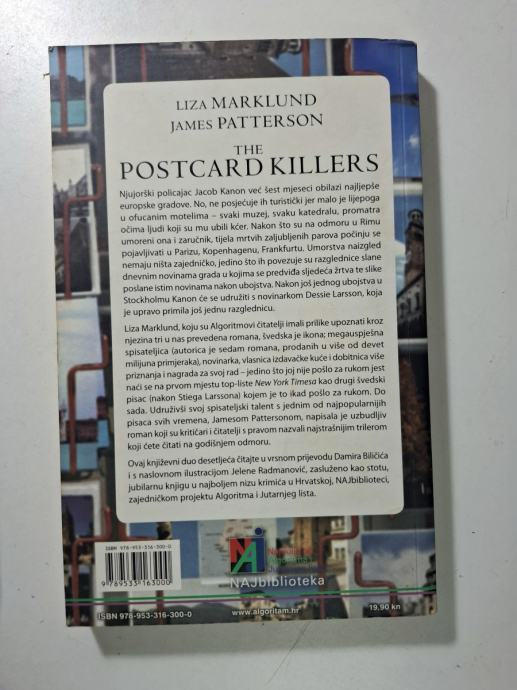 LIZA MARKLUND
JAMES PATTERSON
THE
POSTCARD KILLERS
Njujorški policajac Jacob Kanon već šest mjeseci obilazi najljepše
europske gradove. No, ne posjećuje ih turistički jer malo je lijepoga
u ofucanim motelima – svaki muzej, svaku katedralu, promatra
očima ljudi koji su mu ubili kćer. Nakon što su na odmoru u Rimu
umoreni ona i zaručnik, tijela mrtvih zaljubljenih parova počinju se
pojavljivati u Parizu, Kopenhagenu, Frankfurtu. Umorstva naizgled
nemaju ništa zajedničko, jedino što ih povezuje su razglednice slane
dnevnim novinama grada u kojima se predviđa sljedeća žrtva te slike
poslane istim novinama nakon ubojstva. Nakon još jednog ubojstva u
Stockholmu Kanon će se udružiti s novinarkom Dessie Larsson, koja
je upravo primila još jednu razglednicu.
Liza Marklund, koju su Algoritmovi čitatelji imali prilike upoznati kroz
njezina tri u nas prevedena romana, švedska je ikona; megauspješna
spisateljica (autorica je sedam romana, prodanih u više od devet
milijuna primjeraka), novinarka, vlasnica izdavačke kuće i dobitnica više
priznanja i nagrada za svoj rad – jedino što joj nije pošlo za rukom jest
naći se na prvom mjestu top-liste New York Timesa kao drugi švedski
pisac (nakon Stiega Larssona) kojem je to ikad pošlo za rukom. Do
sada. Udruživši svoj spisateljski talent s jednim od najpopularnijih
pisaca svih vremena, Jamesom Pattersonom, napisala je uzbudljiv
roman koji su kritičari i čitatelji s pravom nazvali najstrašnijim trilerom
koji ćete čitati na godišnjem odmoru.
Ovaj književni duo desetljeća čitajte u vrsnom prijevodu Damira Biličića
i s naslovnom ilustracijom Jelene Radmanović, zasluženo kao stotu,
jubilarnu knjigu u najboljem nizu krimića u Hrvatskoj, NAJbiblioteci,
zajedničkom projektu Algoritma i Jutarnjeg lista.
ISBN 978-953-316-300-0
9 789533 163000
NA
NAJbiblioteka
ISBN 978-953-316-300-0
www.algoritam.hr
19,90 kn